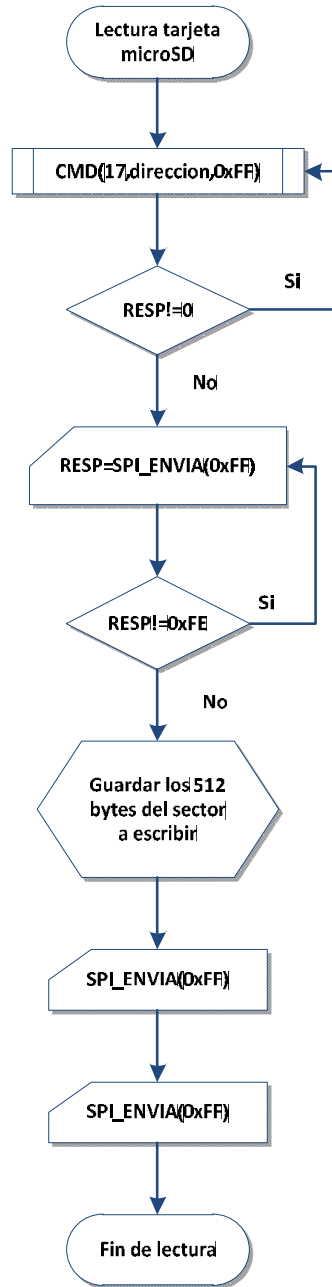 Lectura tarjeta
microSD
CMD(17,direccion,0xFF)
Si
RESP!=0
No
RESP=SPI_ENVIA(0xFF)
Si
RESP!=0xFE
No
Guardar los 512
bytes del sector
a escribir
SPI_ENVIA(0xFF)
SPI_ENVIA(0xFF)
Fin de lectura